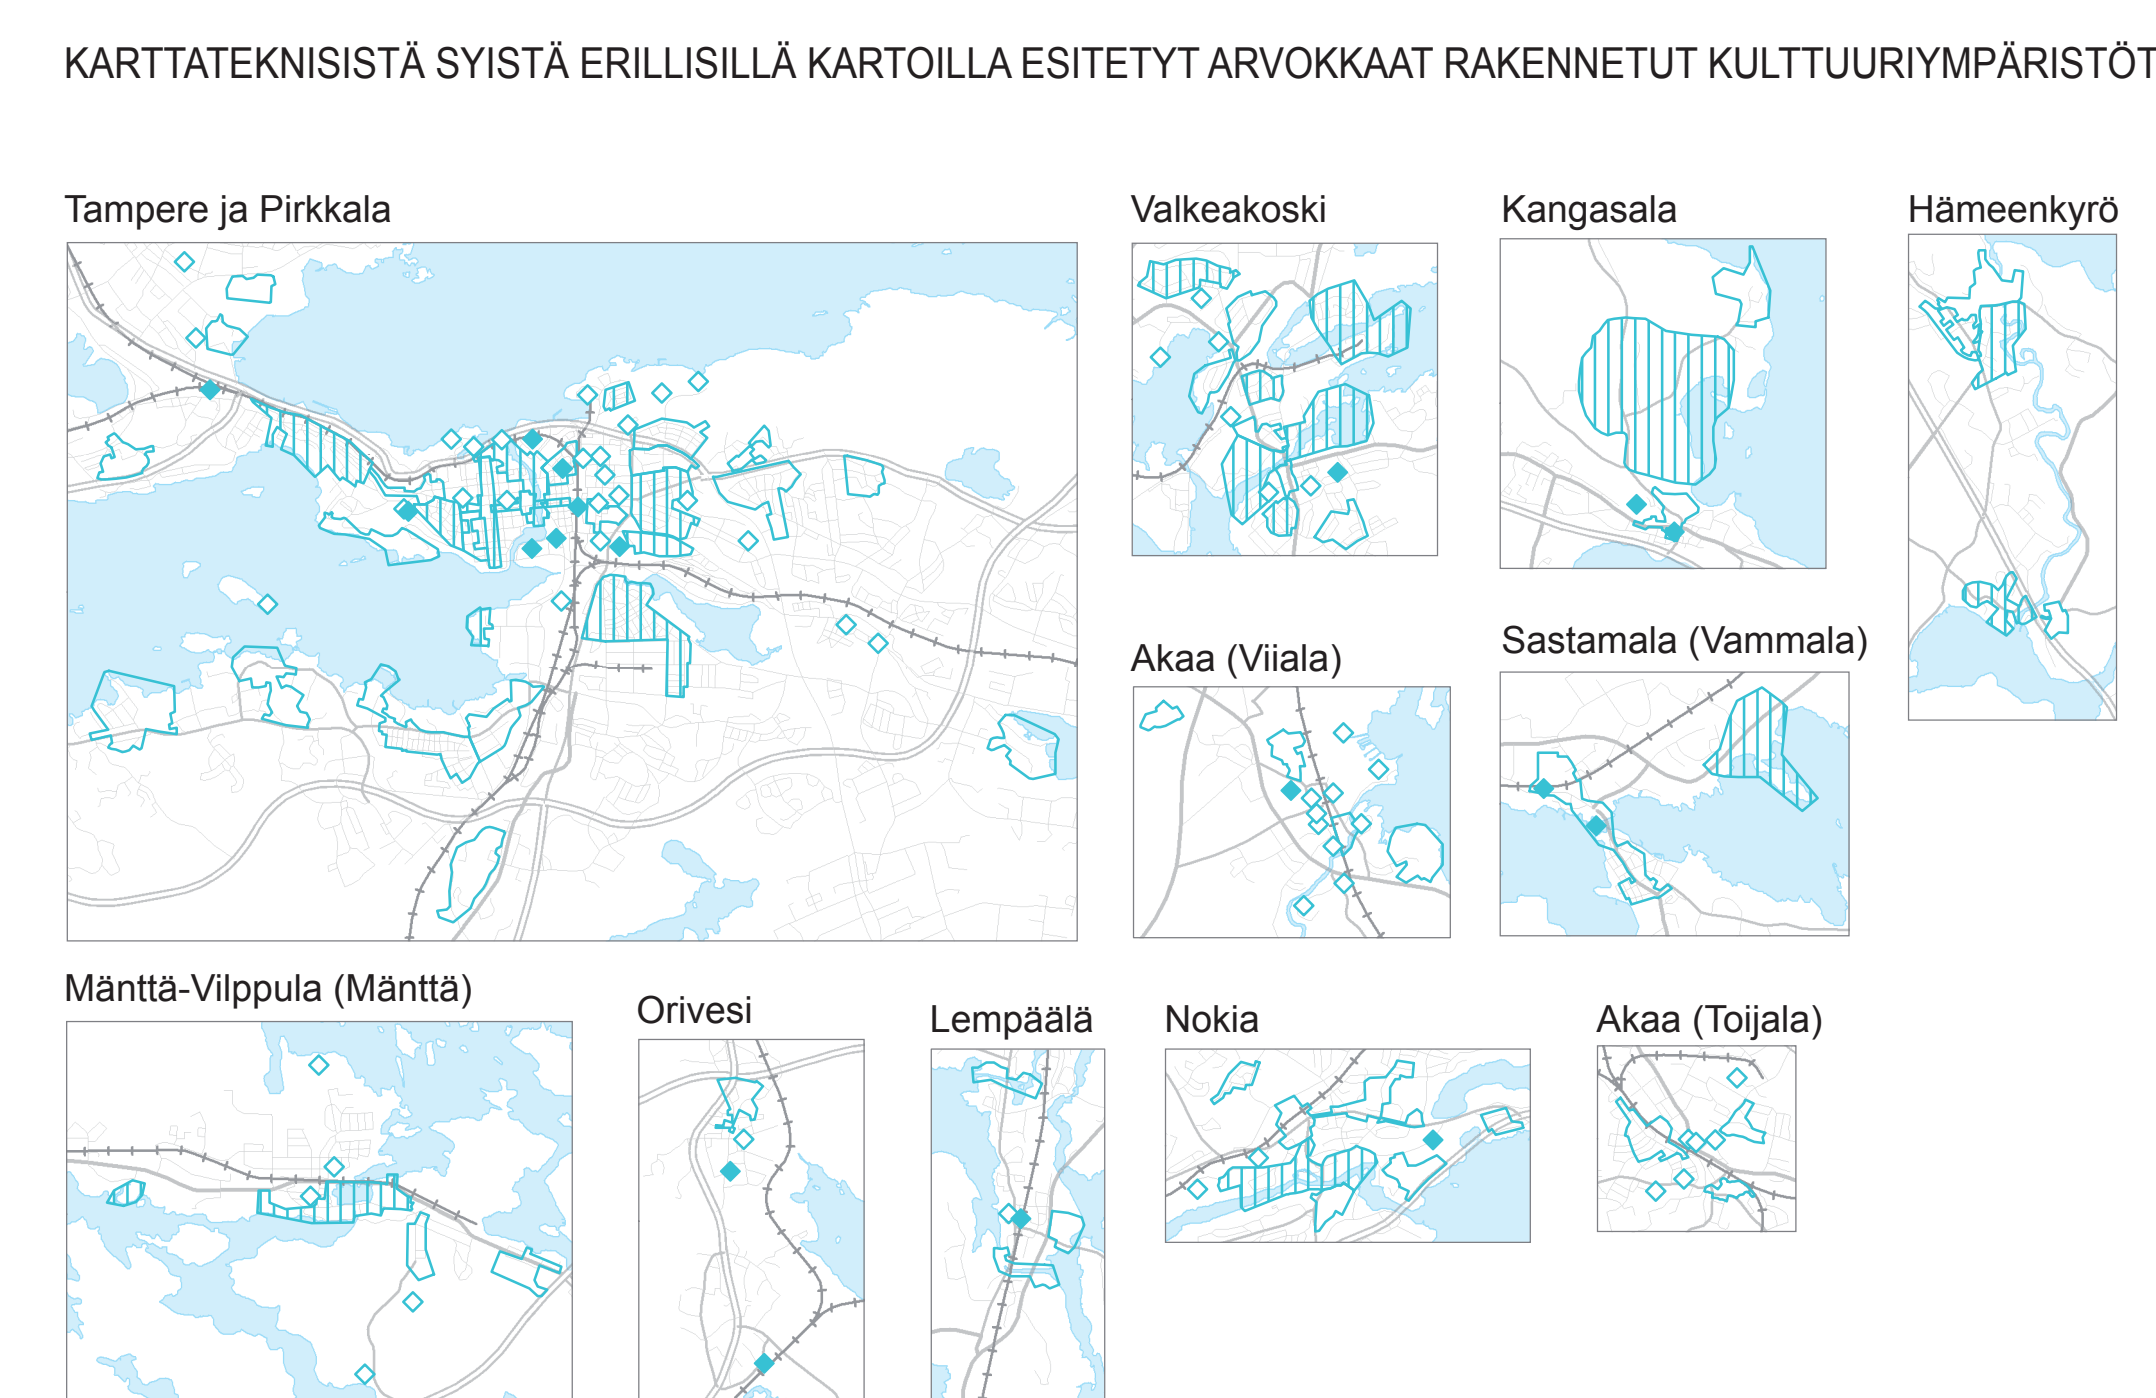 KARTTATEKNISISTÄ SYISTÄ ERILLISILLÄ KARTOILLA ESITETYT ARVOKKAAT RAKENNETUT KULTTUURIYMPÄRISTÖT
Tampere ja Pirkkala
Valkeakoski
Kangasala
Hämeenkyrö
Akaa (Viiala)
Sastamala (Vammala)
Mänttä-Vilppula (Mänttä)
Orivesi
Lempäälä
Nokia
Akaa (Toijala)